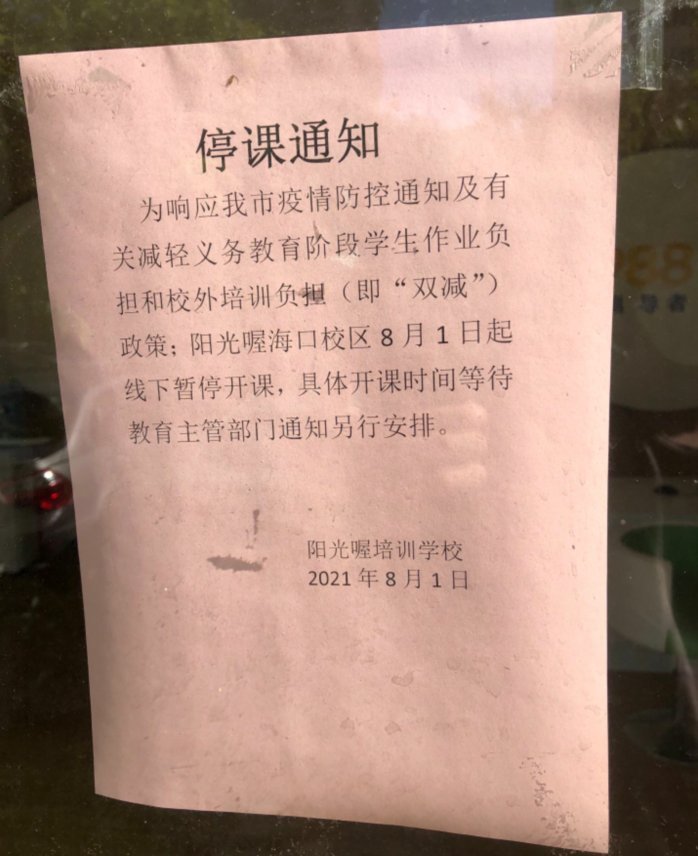 停课通知
为响应我市疫情防控通知及有
关减轻义务教育阶段学生作业负
担和校外培训负担（即“双减”）
政策；阳光喔海口校区8月1日起
线下暂停开课，具体开课时间等待
教育主管部门通知另行安排。
阳光喔培训学校
2021年8月1日